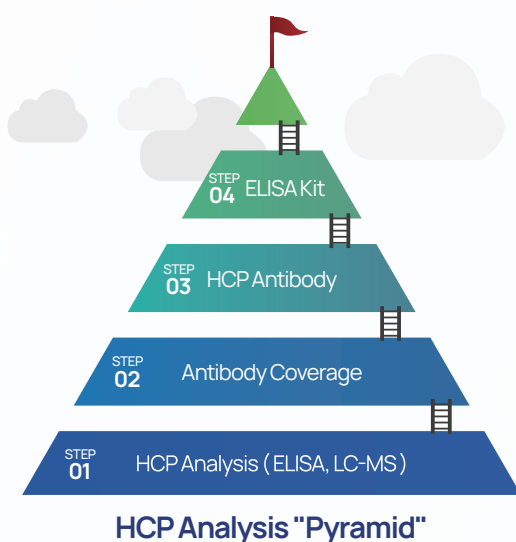 STEP
04 ELISA Kit
STEP
03 HCP Antibody
STEP
02 Antibody Coverage
STEP
01 HCP Analysis ( ELISA, LC-MS )
HCP Analysis "Pyramid"